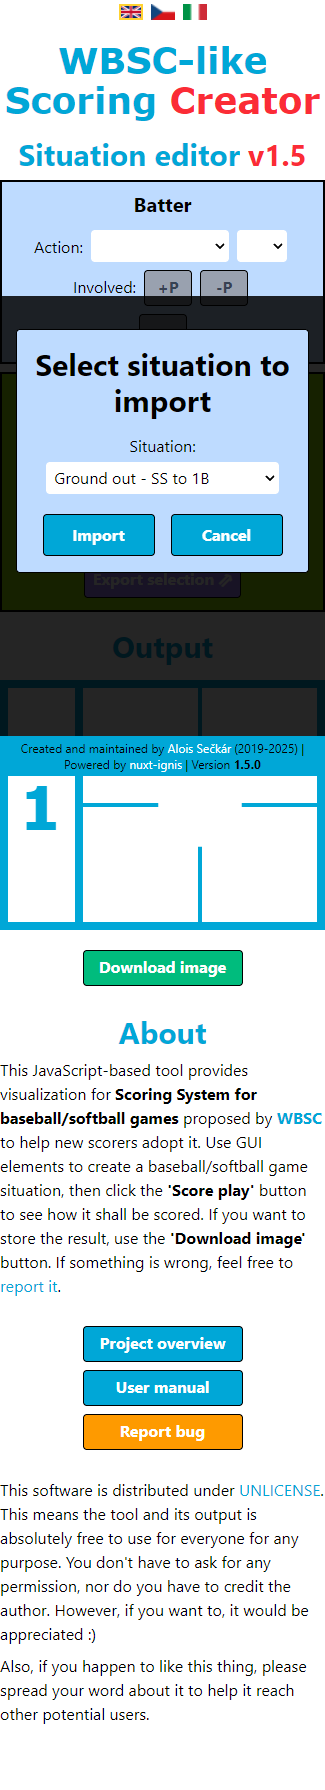 WBSC-like
Scoring Creator
Situation editor v1.5
Batter
Action:
Involved: +P -P
Select situation to
import
Situation:
Ground out - SS to 1B
Import Cancel
Export selection
Output
Created and maintained by Alois Sečkár (2019-2025) |
Powered by nuxt-ignis | Version 1.5.0
1
Download image
About
This JavaScript-based tool provides
visualization for Scoring System for
baseball/softball games proposed by WBSC
to help new scorers adopt it. Use GUI
elements to create a baseball/softball game
situation, then click the 'Score play' button
to see how it shall be scored. If you want to
store the result, use the 'Download image'
button. If something is wrong, feel free to
report it.
Project overview
User manual
Report bug
This software is distributed under UNLICENSE.
This means the tool and its output is
absolutely free to use for everyone for any
purpose. You don't have to ask for any
permission, nor do you have to credit the
author. However, if you want to, it would be
appreciated :)
Also, if you happen to like this thing, please
spread your word about it to help it reach
other potential users.